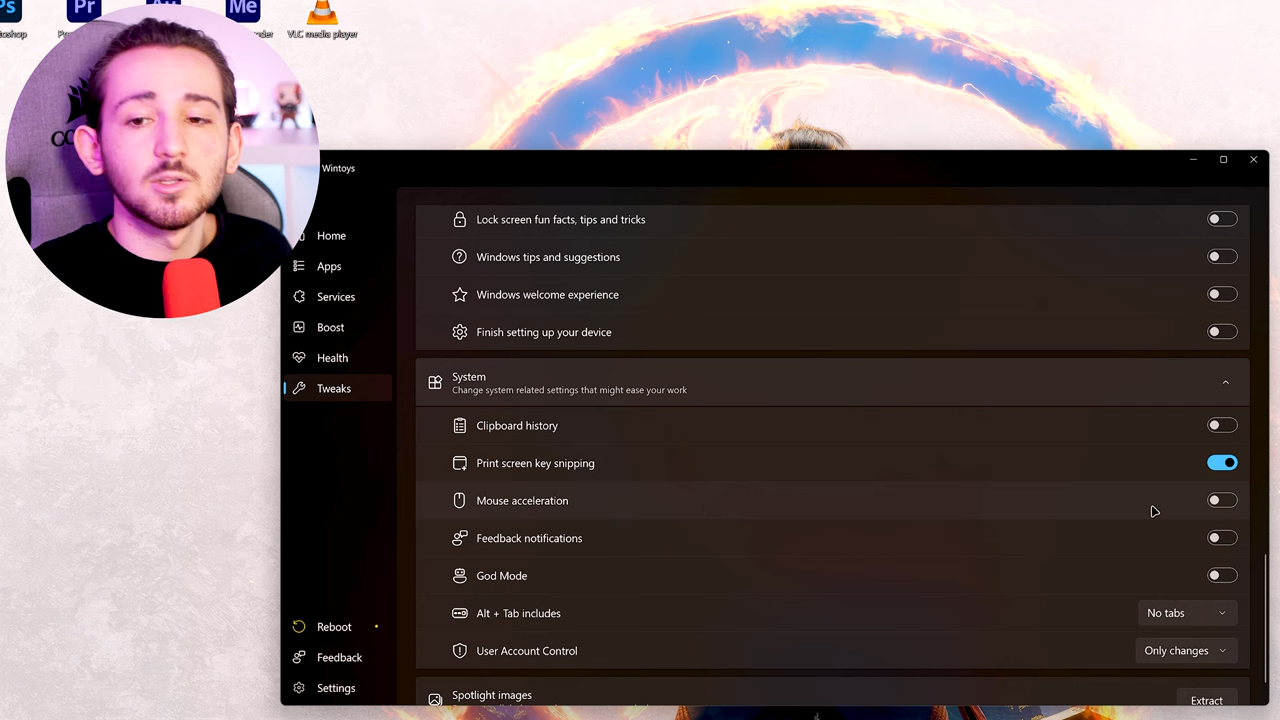 Ps
Pr
Au
Me
VLC media player
Wintoys
Home
Apps
Services
Boost
Health
Tweaks
Reboot
Feedback
Settings
Lock screen fun facts, tips and tricks
Windows tips and suggestions
Windows welcome experience
Finish setting up your device
System
Change system related settings that might ease your work
Clipboard history
Print screen key snipping
Mouse acceleration
Feedback notifications
God Mode
Alt + Tab includes
No tabs
User Account Control
Only changes
Spotlight images
Extract